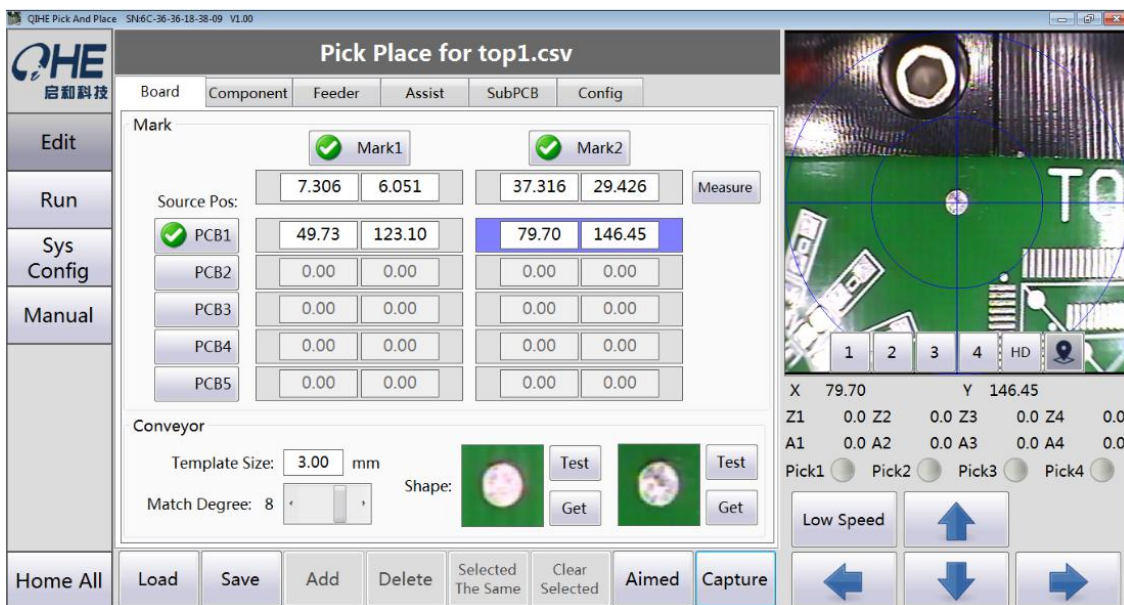 QIHE Pick And Place SN:6C-36-36-18-38-09 V1.00
QiHE
启和科技
Pick Place for top1.csv
Board Component Feeder Assist SubPCB Config
Edit
Run
Sys Config
Manual
Home All
Mark
Mark1 Mark2
Source Pos: 7.306 6.051 37.316 29.426 Measure
PCB1 49.73 123.10 79.70 146.45
PCB2 0.00 0.00 0.00 0.00
PCB3 0.00 0.00 0.00 0.00
PCB4 0.00 0.00 0.00 0.00
PCB5 0.00 0.00 0.00 0.00
Conveyor
Template Size: 3.00 mm
Match Degree: 8
Shape: Test Test
Get Get
Load Save Add Delete Selected The Same Clear Selected Aimed Capture
TO
1 2 3 4 HD
X 79.70 Y 146.45
Z1 0.0 Z2 0.0 Z3 0.0 Z4 0.0
A1 0.0 A2 0.0 A3 0.0 A4 0.0
Pick1 Pick2 Pick3 Pick4
Low Speed